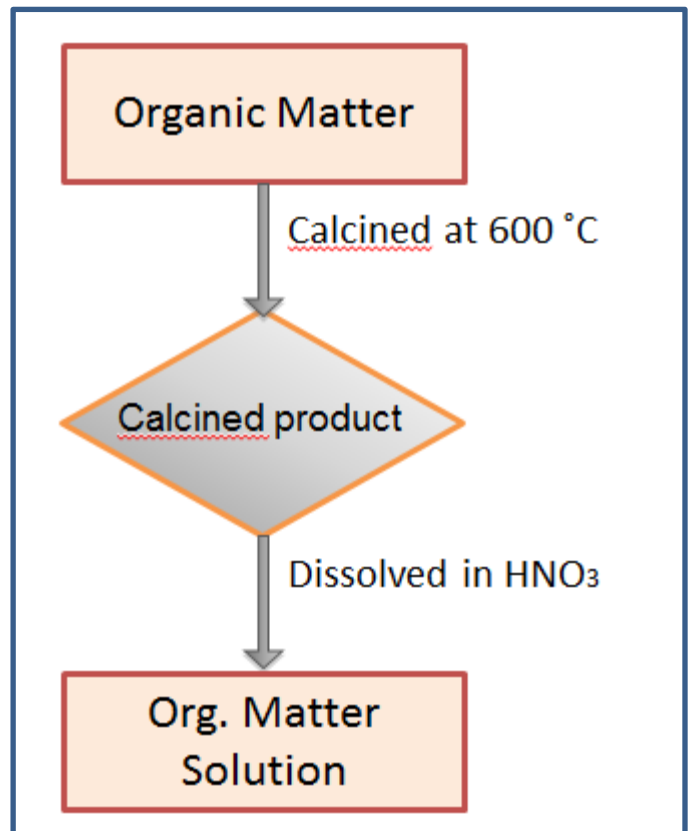 Organic Matter
Calcined at 600 ˚C
Calcined product
Dissolved in HNO₃
Org. Matter
Solution